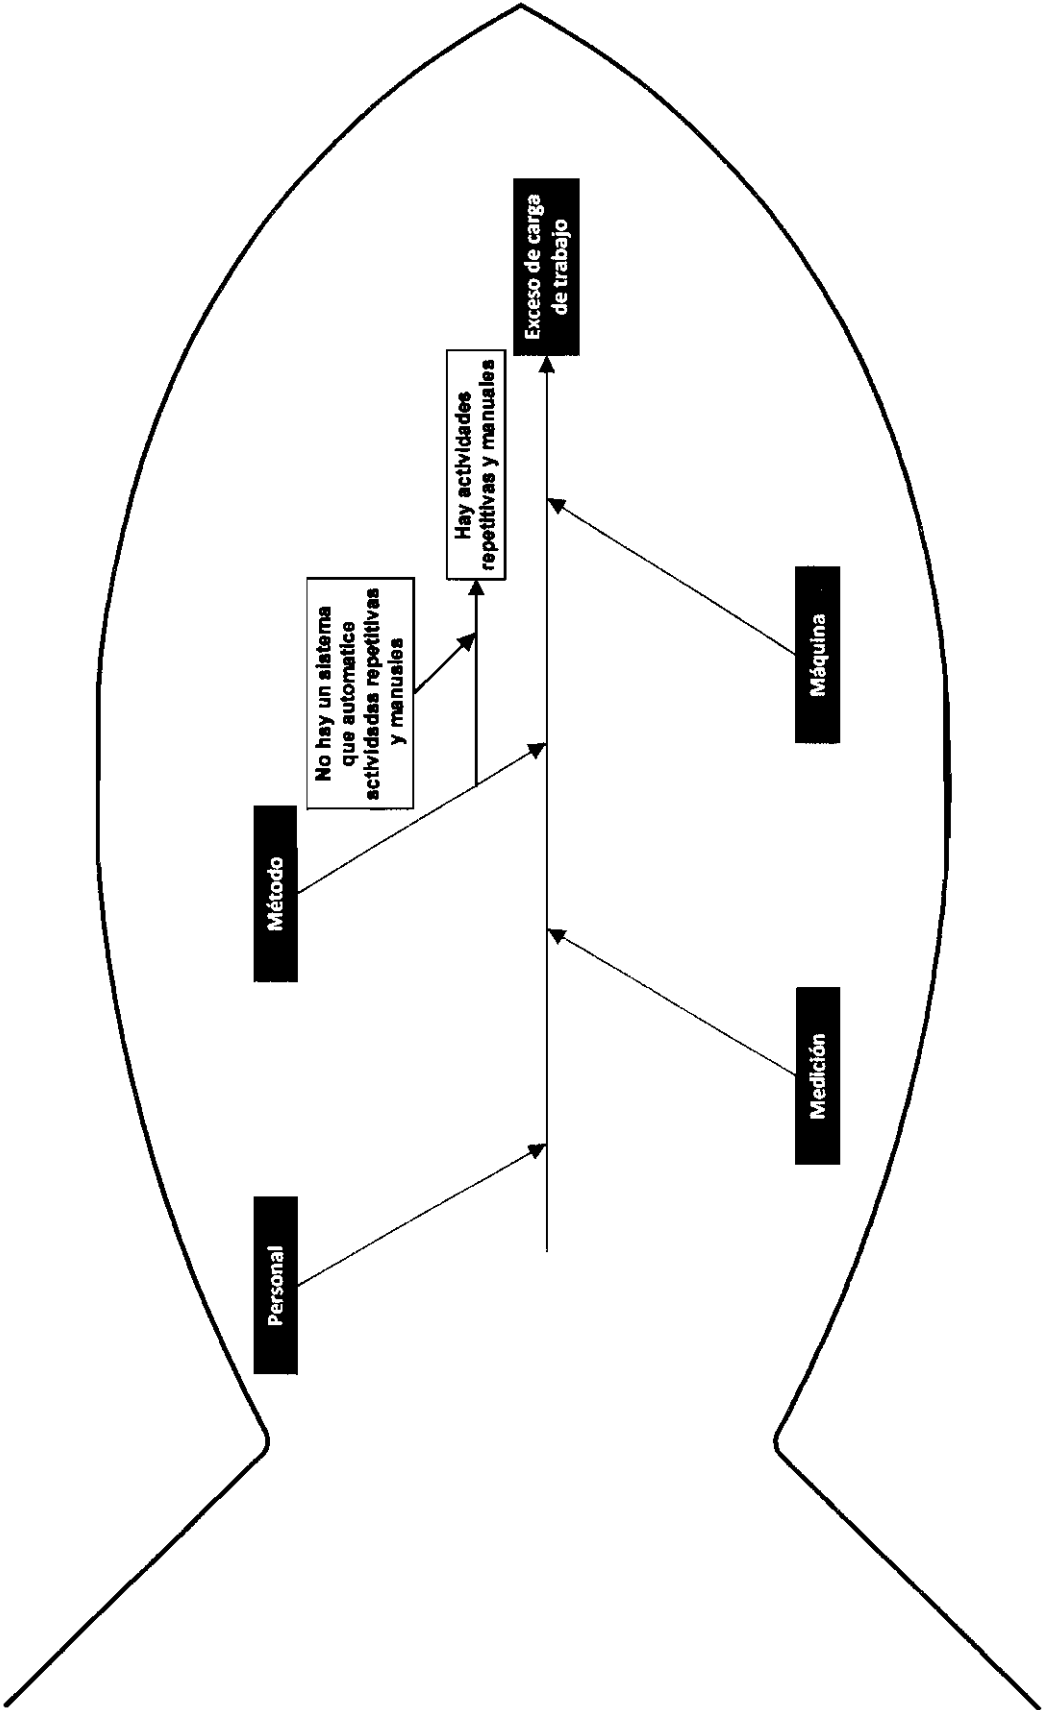 Personal
Método
No hay un sistema
que automatice
actividadas repetitivas
y manuales
Hay actividades
repetitivas y manuales
Exceso de carga
de trabajo
Medición
Máquina